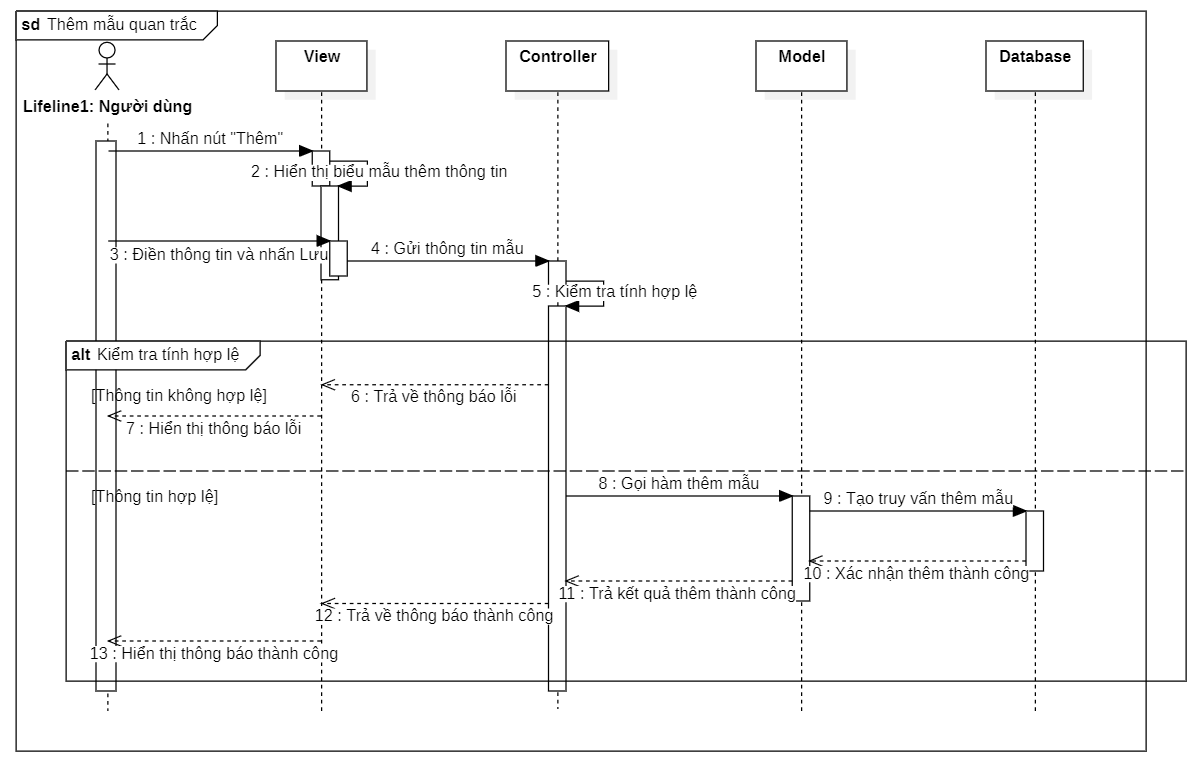 sd Thêm mẫu quan trắc
View
Controller
Model
Database
Lifeline1: Người dùng
1 : Nhấn nút "Thêm"
2 : Hiển thị biểu mẫu thêm thông tin
3 : Điền thông tin và nhấn Lưu
4 : Gửi thông tin mẫu
5 : Kiểm tra tính hợp lệ
alt Kiểm tra tính hợp lệ
[Thông tin không hợp lệ]
6 : Trả về thông báo lỗi
7 : Hiển thị thông báo lỗi
[Thông tin hợp lệ]
8 : Gọi hàm thêm mẫu
9 : Tạo truy vấn thêm mẫu
10 : Xác nhận thêm thành công
11 : Trả kết quả thêm thành công
12 : Trả về thông báo thành công
13 : Hiển thị thông báo thành công